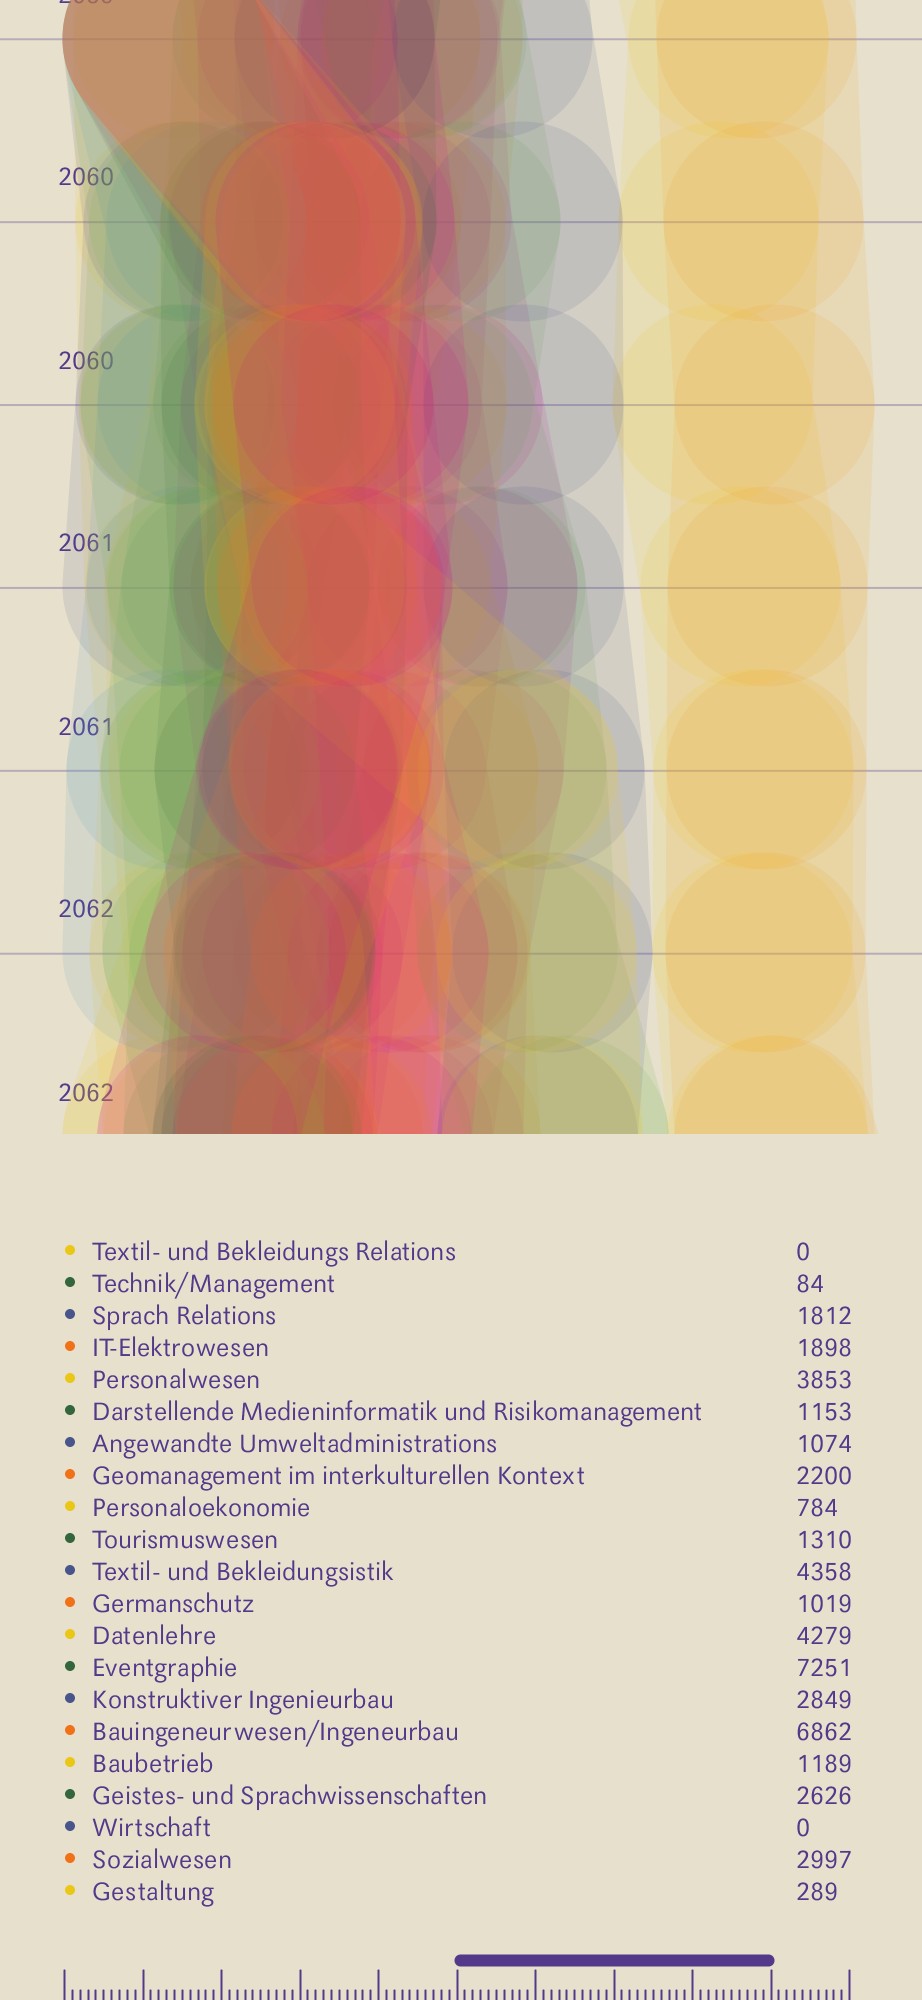 2060
2060
2061
2061
2062
2062
Textil- und Bekleidungs Relations 0
Technik/Management 84
Sprach Relations 1812
IT-Elektrowesen 1898
Personalwesen 3853
Darstellende Medieninformatik und Risikomanagement 1153
Angewandte Umweltadministrations 1074
Geomanagement im interkulturellen Kontext 2200
Personaloekonomie 784
Tourismuswesen 1310
Textil- und Bekleidungsistik 4358
Germanschutz 1019
Datenlehre 4279
Eventgraphie 7251
Konstruktiver Ingenieurbau 2849
Bauingeneurwesen/Ingeneurbau 6862
Baubetrieb 1189
Geistes- und Sprachwissenschaften 2626
Wirtschaft 0
Sozialwesen 2997
Gestaltung 289